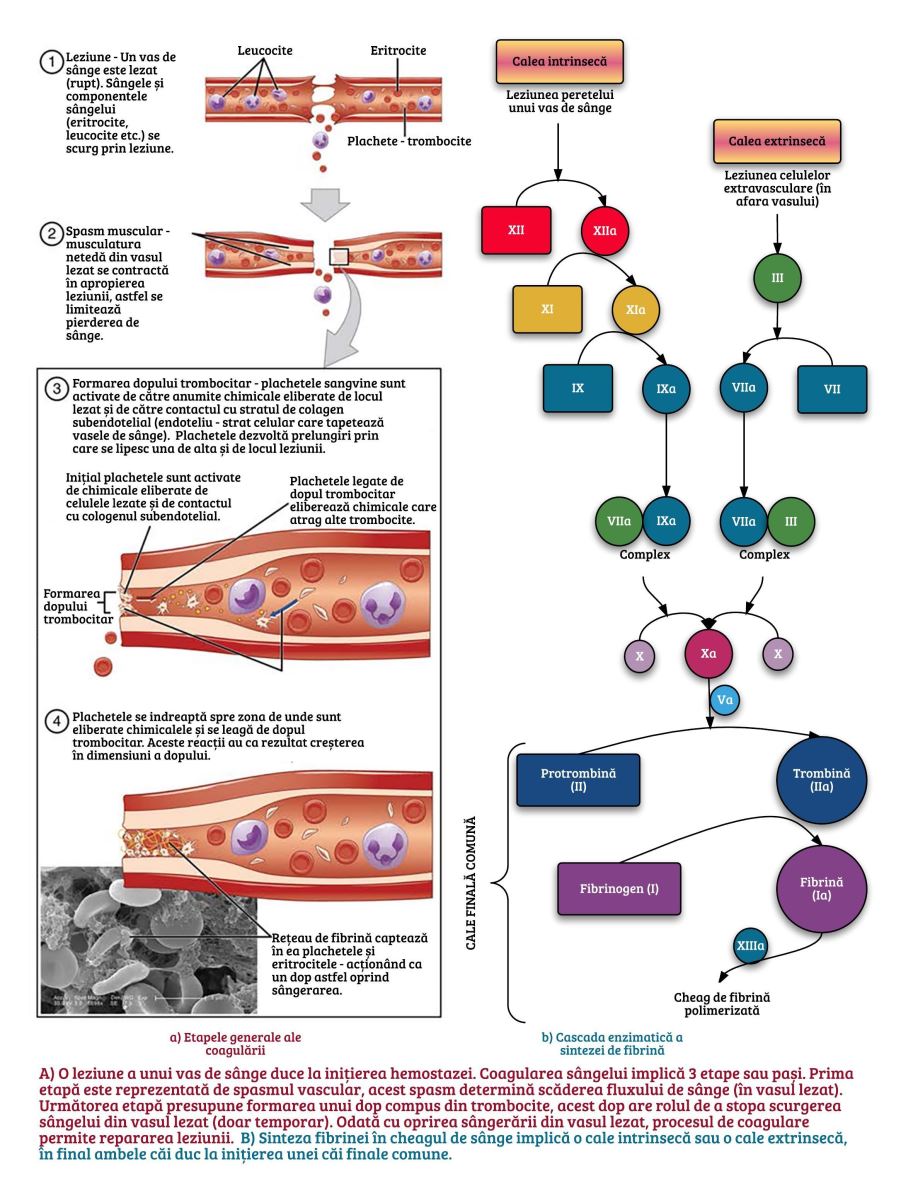 1
Leziune - Un vas de
sânge este lezat
(rupt). Sângele și
componentele
sângelui
(eritrocite,
leucocite etc.) se
scurg prin leziune.
Leucocite
Eritrocite
Plachete - trombocite
2
Spasm muscular -
musculatura
netedă din vasul
lezat se contractă
în apropierea
leziunii, astfel se
limitează
pierderea de
sânge.
3
Formarea dopului trombocitar - plachetele sangvine sunt
activate de către anumite chimicale eliberate de locul
lezat și de către contactul cu stratul de colagen
subendotelial (endoteliu - strat celular care tapetează
vasele de sânge). Plachetele dezvoltă prelungiri prin
care se lipesc una de alta și de locul leziunii.
Inițial plachetele sunt activate
de chimicale eliberate de
celulele lezate și de contactul
cu cologenul subendotelial.
Plachetele legate de
dopul trombocitar
eliberează chimicale care
atrag alte trombocite.
Formarea
dopului
trombocitar
4
Plachetele se indreaptă spre zona de unde sunt
eliberate chimicalele și se leagă de dopul
trombocitar. Aceste reacții au ca rezultat creșterea
în dimensiuni a dopului.
Rețeau de fibrină captează
în ea plachetele și
eritrocitele - acționând ca
un dop astfel oprind
sângerarea.
a) Etapele generale ale
coagulării
Calea intrinsecă
Leziunea peretelui
unui vas de sânge
Calea extrinsecă
Leziunea celulelor
extravasculare (în
afara vasului)
XII
XIIa
III
XI
XIa
IX
IXa
VIIa
VII
VIIa
IXa
VIIa
III
Complex
Complex
X
Xa
X
Va
CALE FINALĂ COMUNĂ
Protrombină
(II)
Trombină
(IIa)
Fibrinogen (I)
Fibrină
(Ia)
XIIIa
Cheag de fibrină
polimerizată
b) Cascada enzimatică a
sintezei de fibrină
A) O leziune a unui vas de sânge duce la inițierea hemostazei. Coagularea sângelui implică 3 etape sau pași. Prima
etapă este reprezentată de spasmul vascular, acest spasm determină scăderea fluxului de sânge (în vasul lezat).
Următorea etapă presupune formarea unui dop compus din trombocite, acest dop are rolul de a stopa scurgerea
sângelui din vasul lezat (doar temporar). Odată cu oprirea sângerării din vasul lezat, procesul de coagulare
permite repararea leziunii. B) Sinteza fibrinei în cheagul de sânge implică o cale intrinsecă sau o cale extrinsecă,
în final ambele căi duc la inițierea unei căi finale comune.